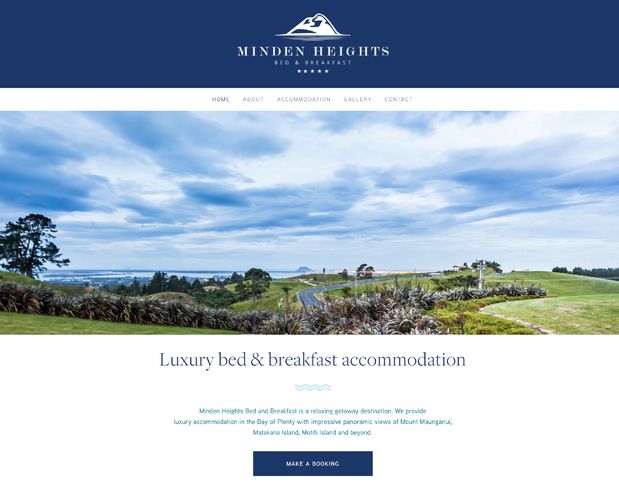 MINDEN HEIGHTS
BED & BREAKFAST
HOME ABOUT ACCOMMODATION GALLERY CONTACT
Luxury bed & breakfast accommodation
Minden Heights Bed and Breakfast is a relaxing getaway destination. We provide
luxury accommodation in the Bay of Plenty with impressive panoramic views of Mount Maunganui,
Matakana Island, Motiti Island and beyond.
MAKE A BOOKING